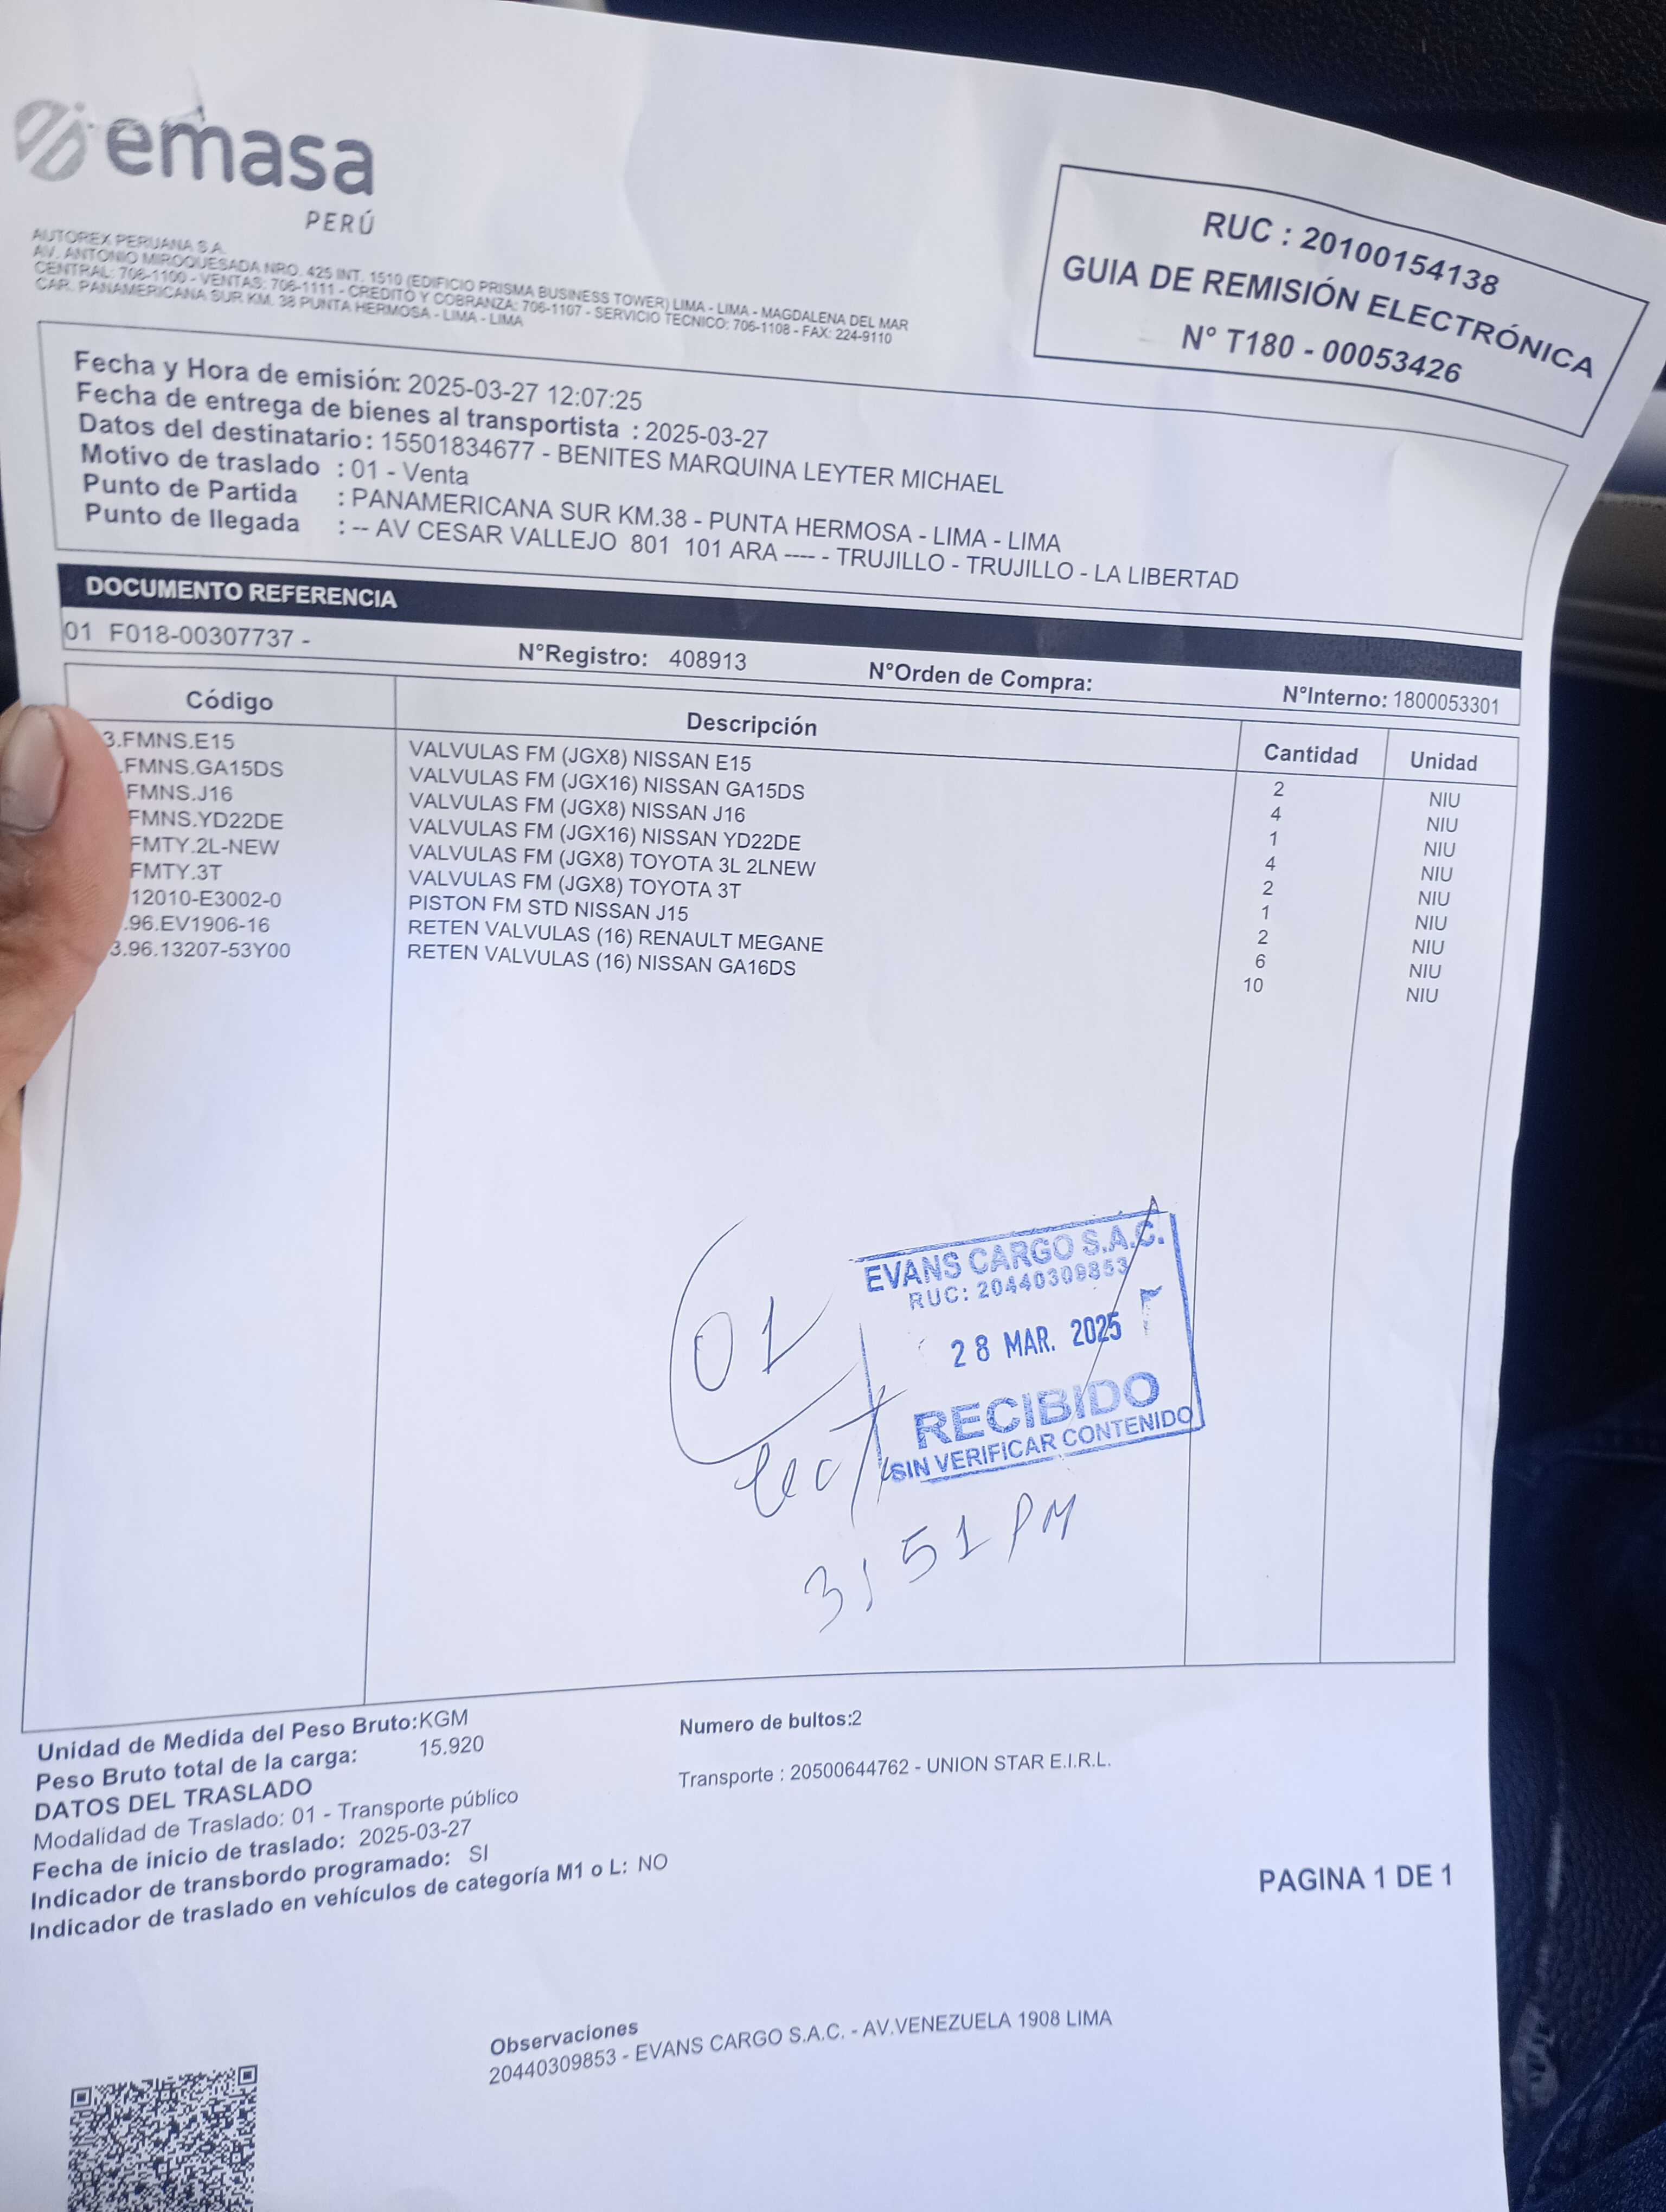 emasa
PERÚ
AUTOREX PERUANA S.A.
AV. ANTONIO MIROQUESADA NRO. 425 INT. 1510 (EDIFICIO PRISMA BUSINESS TOWER) LIMA - LIMA - MAGDALENA DEL MAR
CENTRAL: 706-1100 - VENTAS: 706-1111 - CREDITO Y COBRANZA: 706-1107 - SERVICIO TECNICO: 706-1108 - FAX: 224-9110
CAR. PANAMERICANA SUR KM. 38 PUNTA HERMOSA - LIMA - LIMA
RUC : 20100154138
GUIA DE REMISIÓN ELECTRÓNICA
N° T180 - 00053426
Fecha y Hora de emisión: 2025-03-27 12:07:25
Fecha de entrega de bienes al transportista : 2025-03-27
Datos del destinatario : 15501834677 - BENITES MARQUINA LEYTER MICHAEL
Motivo de traslado : 01 - Venta
Punto de Partida : PANAMERICANA SUR KM.38 - PUNTA HERMOSA - LIMA - LIMA
Punto de llegada : -- AV CESAR VALLEJO 801 101 ARA ---- - TRUJILLO - TRUJILLO - LA LIBERTAD
DOCUMENTO REFERENCIA
01 F018-00307737 - N°Registro: 408913 N°Orden de Compra: N°Interno: 1800053301
Código Descripción Cantidad Unidad
3.FMNS.E15 VALVULAS FM (JGX8) NISSAN E15 2 NIU
.FMNS.GA15DS VALVULAS FM (JGX16) NISSAN GA15DS 4 NIU
FMNS.J16 VALVULAS FM (JGX8) NISSAN J16 1 NIU
FMNS.YD22DE VALVULAS FM (JGX16) NISSAN YD22DE 4 NIU
FMTY.2L-NEW VALVULAS FM (JGX8) TOYOTA 3L 2LNEW 2 NIU
FMTY.3T VALVULAS FM (JGX8) TOYOTA 3T 1 NIU
12010-E3002-0 PISTON FM STD NISSAN J15 2 NIU
.96.EV1906-16 RETEN VALVULAS (16) RENAULT MEGANE 6 NIU
3.96.13207-53Y00 RETEN VALVULAS (16) NISSAN GA16DS 10 NIU
EVANS CARGO S.A.C.
RUC: 20440309853
28 MAR. 2025
RECIBIDO
SIN VERIFICAR CONTENIDO
01
3:51 PM
Unidad de Medida del Peso Bruto:KGM Numero de bultos:2
Peso Bruto total de la carga: 15.920
DATOS DEL TRASLADO Transporte : 20500644762 - UNION STAR E.I.R.L.
Modalidad de Traslado: 01 - Transporte público
Fecha de inicio de traslado: 2025-03-27
Indicador de transbordo programado: SI
Indicador de traslado en vehículos de categoría M1 o L: NO
PAGINA 1 DE 1
Observaciones
20440309853 - EVANS CARGO S.A.C. - AV.VENEZUELA 1908 LIMA